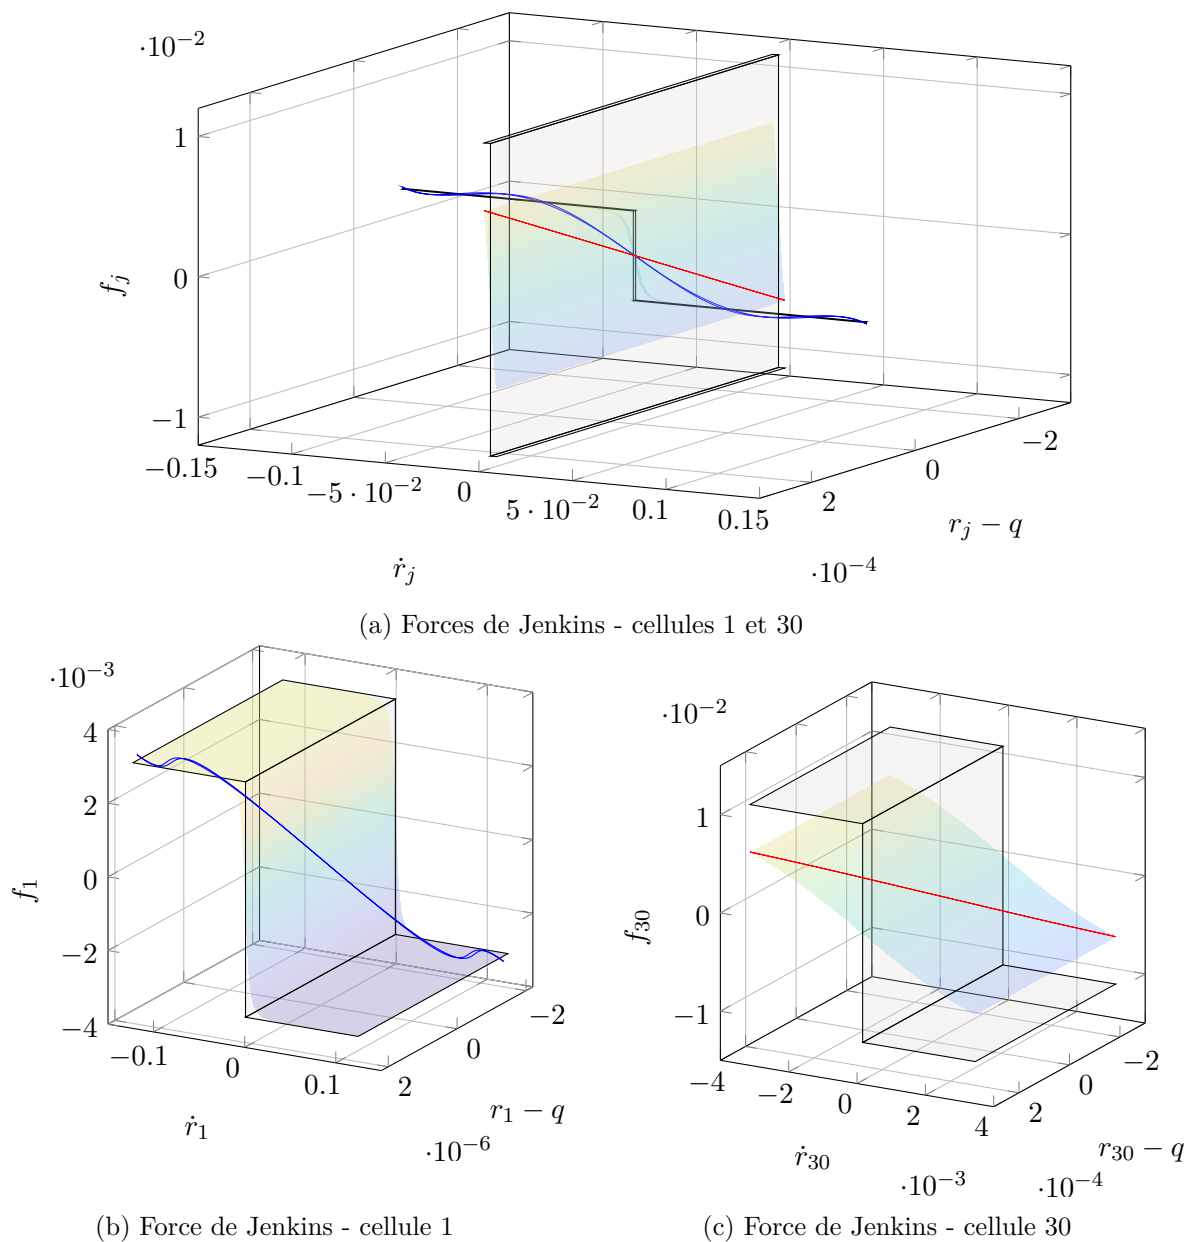 ·10⁻²
1
0
−1
f_j
−0.15
−0.1
−5 · 10⁻²
0
5 · 10⁻²
0.1
0.15
2
0
−2
r_j − q
·10⁻⁴
ṙ_j
(a) Forces de Jenkins - cellules 1 et 30
·10⁻³
4
2
0
−2
−4
f₁
−0.1
0
0.1
2
0
−2
r₁ − q
·10⁻⁶
ṙ₁
(b) Force de Jenkins - cellule 1
·10⁻²
1
0
−1
f₃₀
−4
−2
0
2
4
2
0
−2
r₃₀ − q
ṙ₃₀
·10⁻³
·10⁻⁴
(c) Force de Jenkins - cellule 30